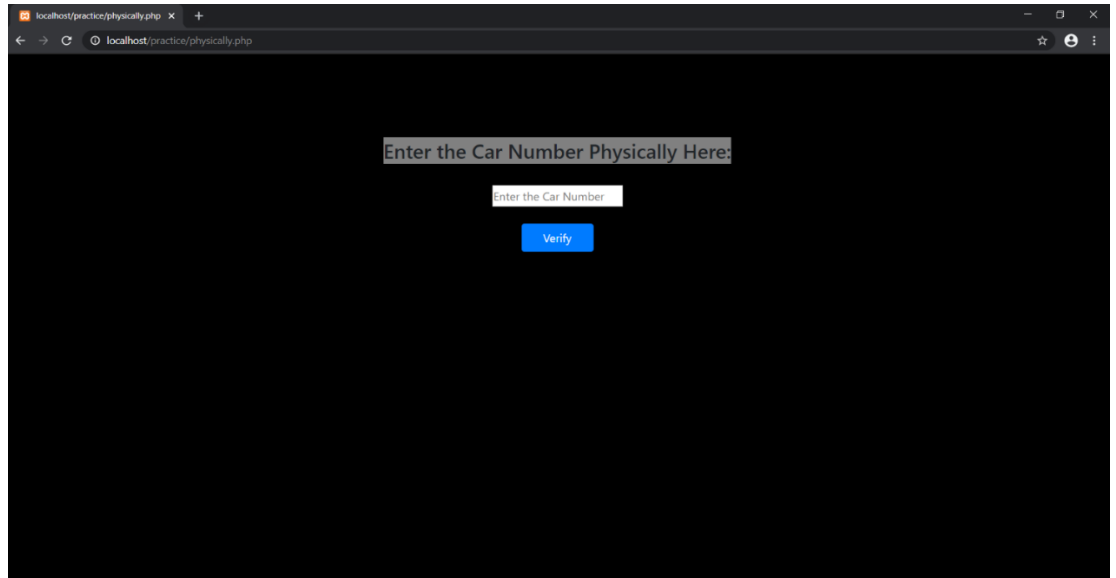 localhost/practice/physically.php
localhost/practice/physically.php
Enter the Car Number Physically Here:
Enter the Car Number
Verify